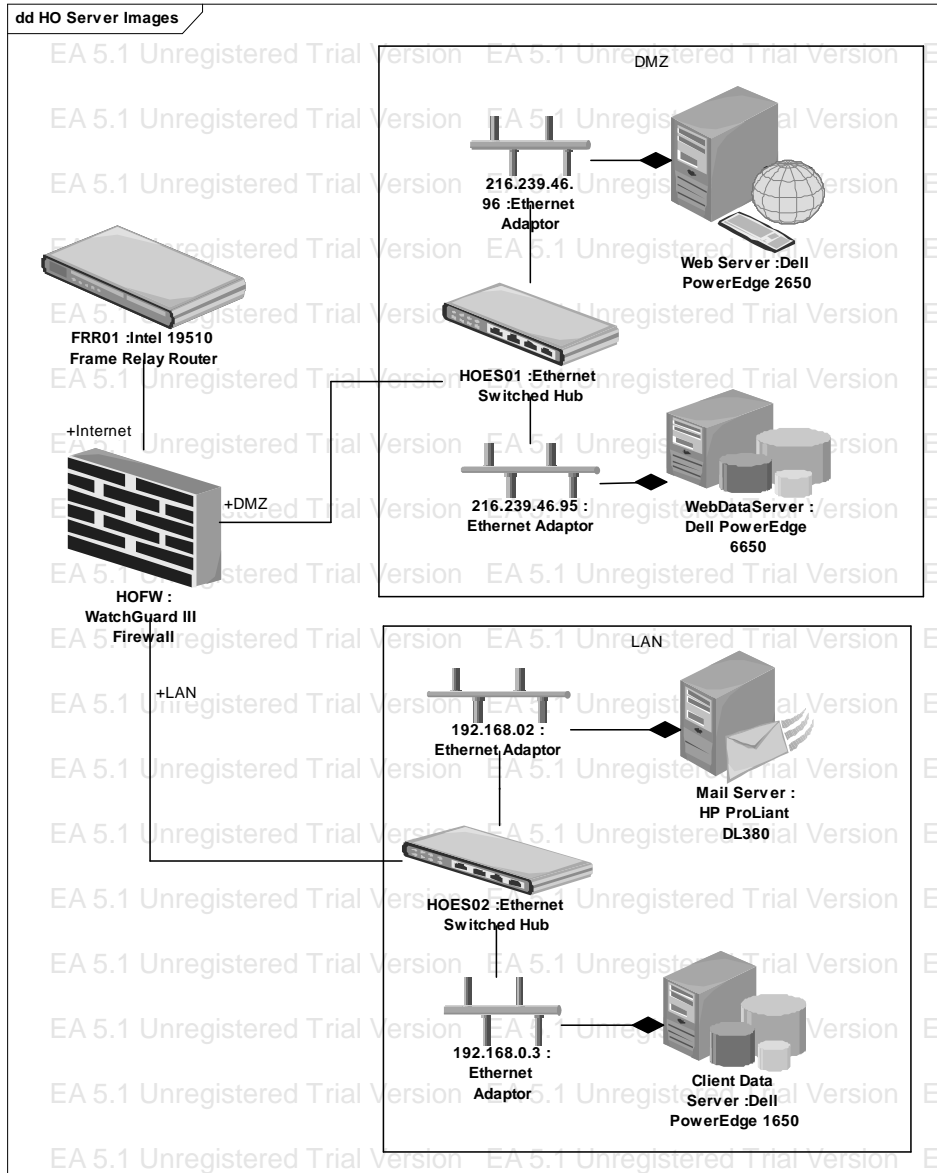 dd HO Server Images
EA 5.1 Unregistered Trial Version
DMZ
216.239.46.
96 :Ethernet
Adaptor
Web Server :Dell
PowerEdge 2650
FRR01 :Intel 19510
Frame Relay Router
HOES01 :Ethernet
Switched Hub
+Internet
+DMZ
216.239.46.95 :
Ethernet Adaptor
WebDataServer :
Dell PowerEdge
6650
HOFW :
WatchGuard III
Firewall
LAN
+LAN
192.168.02 :
Ethernet Adaptor
Mail Server :
HP ProLiant
DL380
HOES02 :Ethernet
Switched Hub
192.168.0.3 :
Ethernet
Adaptor
Client Data
Server :Dell
PowerEdge 1650